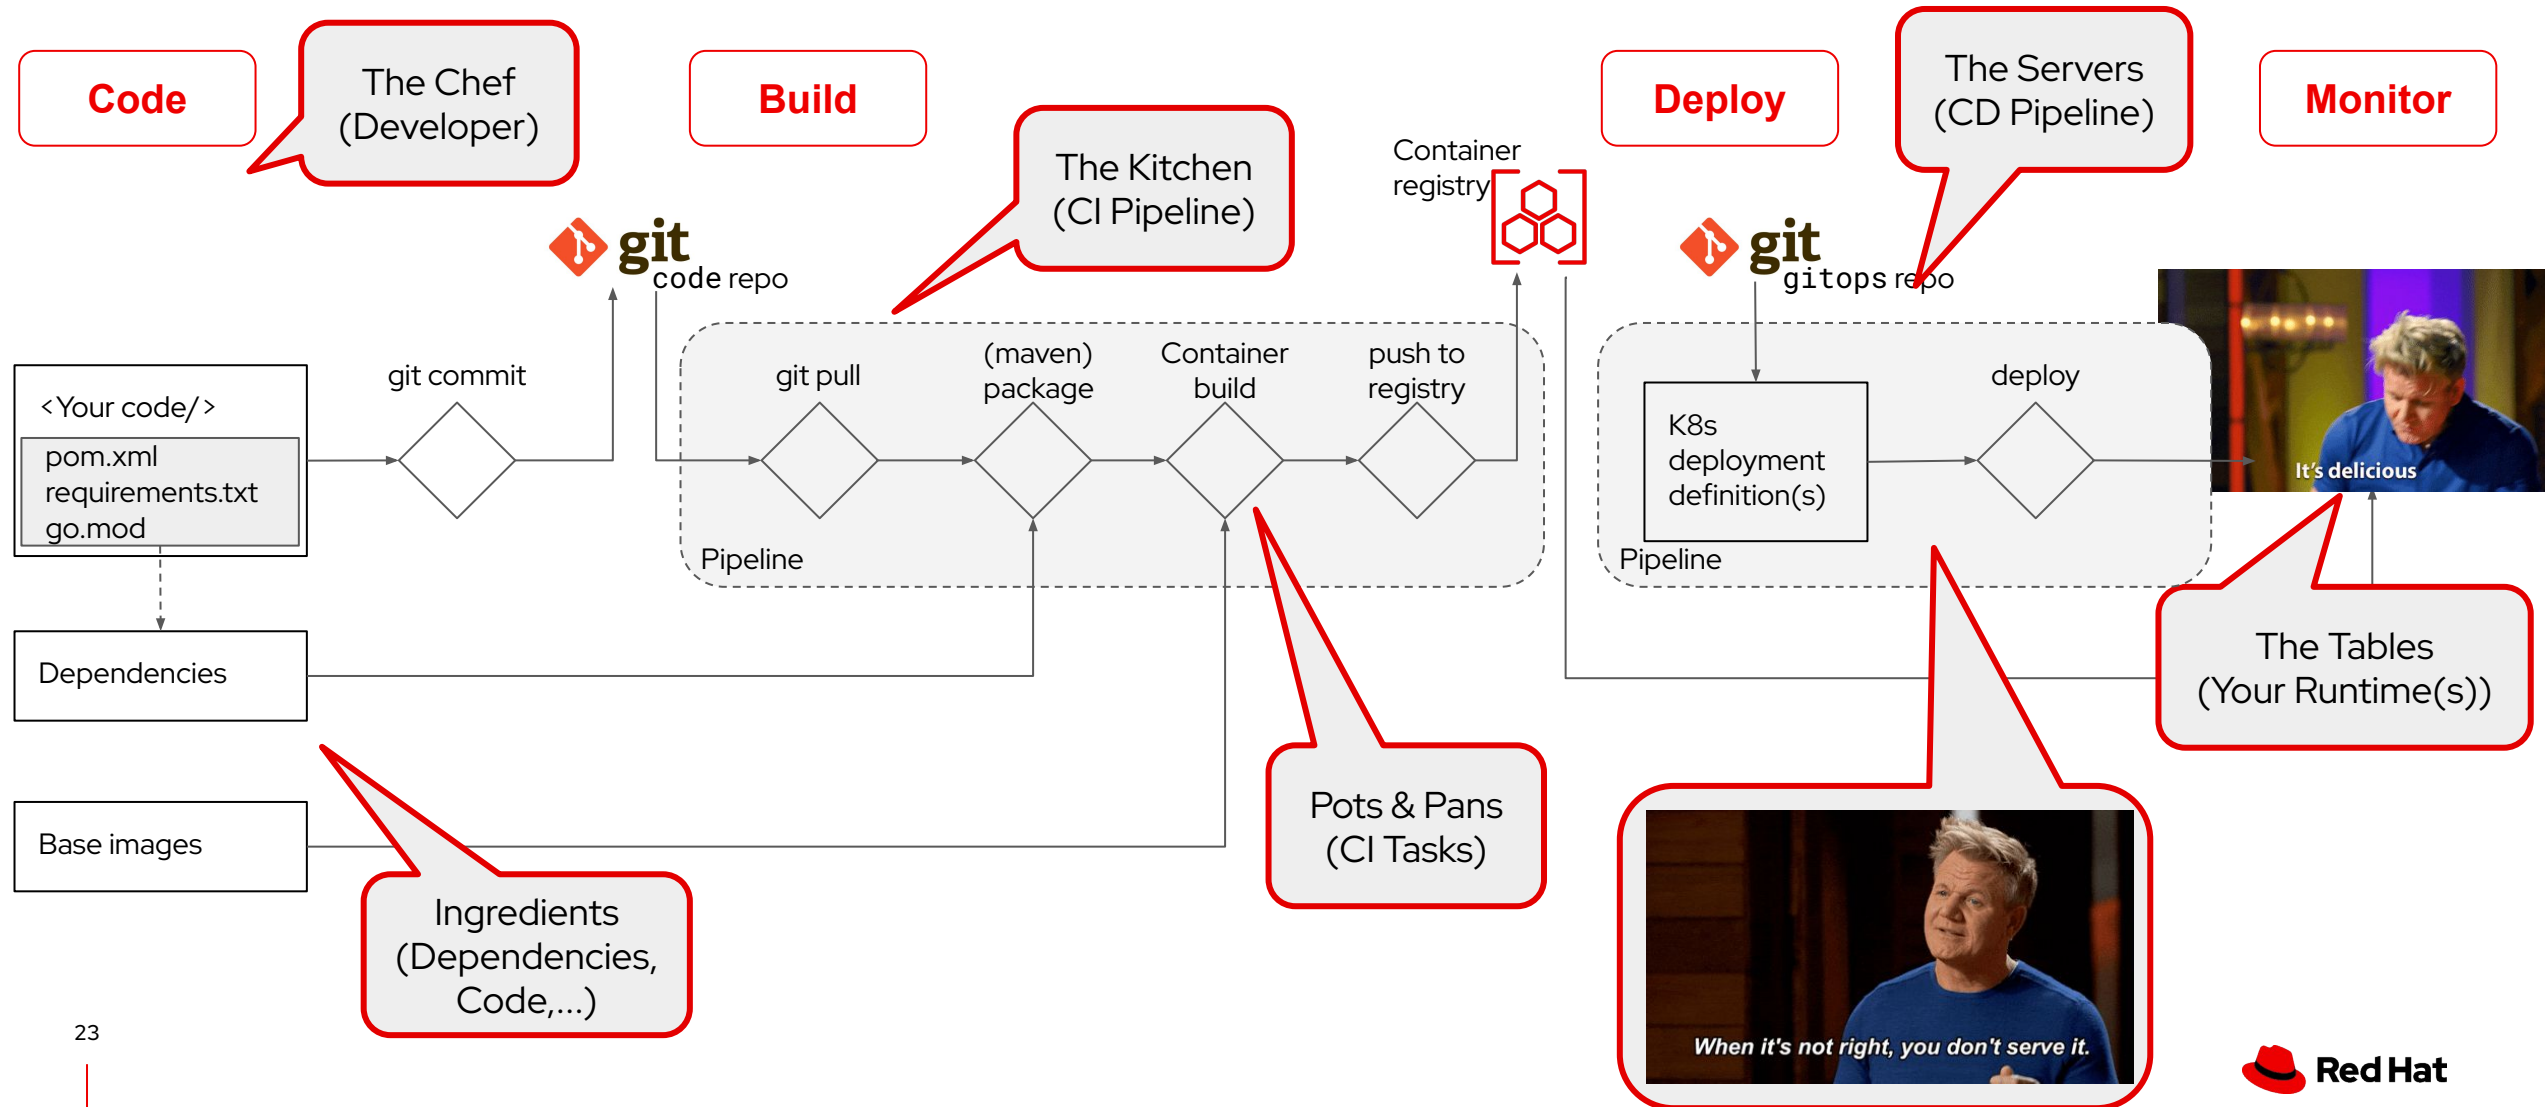 Code
The Chef
(Developer)
Build
The Kitchen
(CI Pipeline)
Container
registry
Deploy
The Servers
(CD Pipeline)
Monitor
git
code repo
git
gitops repo
<Your code/>
pom.xml
requirements.txt
go.mod
git commit
git pull
(maven)
package
Container
build
push to
registry
Pipeline
K8s
deployment
definition(s)
deploy
Pipeline
It's delicious
Dependencies
The Tables
(Your Runtime(s))
Base images
Pots & Pans
(CI Tasks)
Ingredients
(Dependencies,
Code,...)
When it's not right, you don't serve it.
23
Red Hat